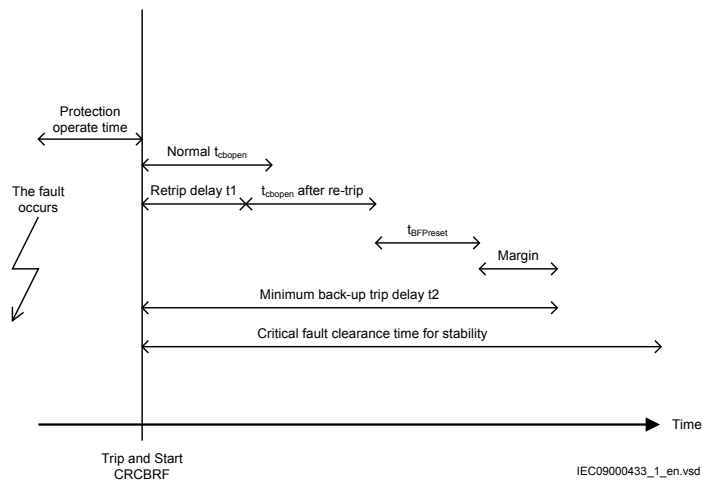 Protection
operate time
Normal tcbopen
The fault
occurs
Retrip delay t1
tcbopen after re-trip
tBFPreset
Margin
Minimum back-up trip delay t2
Critical fault clearance time for stability
Time
Trip and Start
CRCBRF
IEC09000433_1_en.vsd